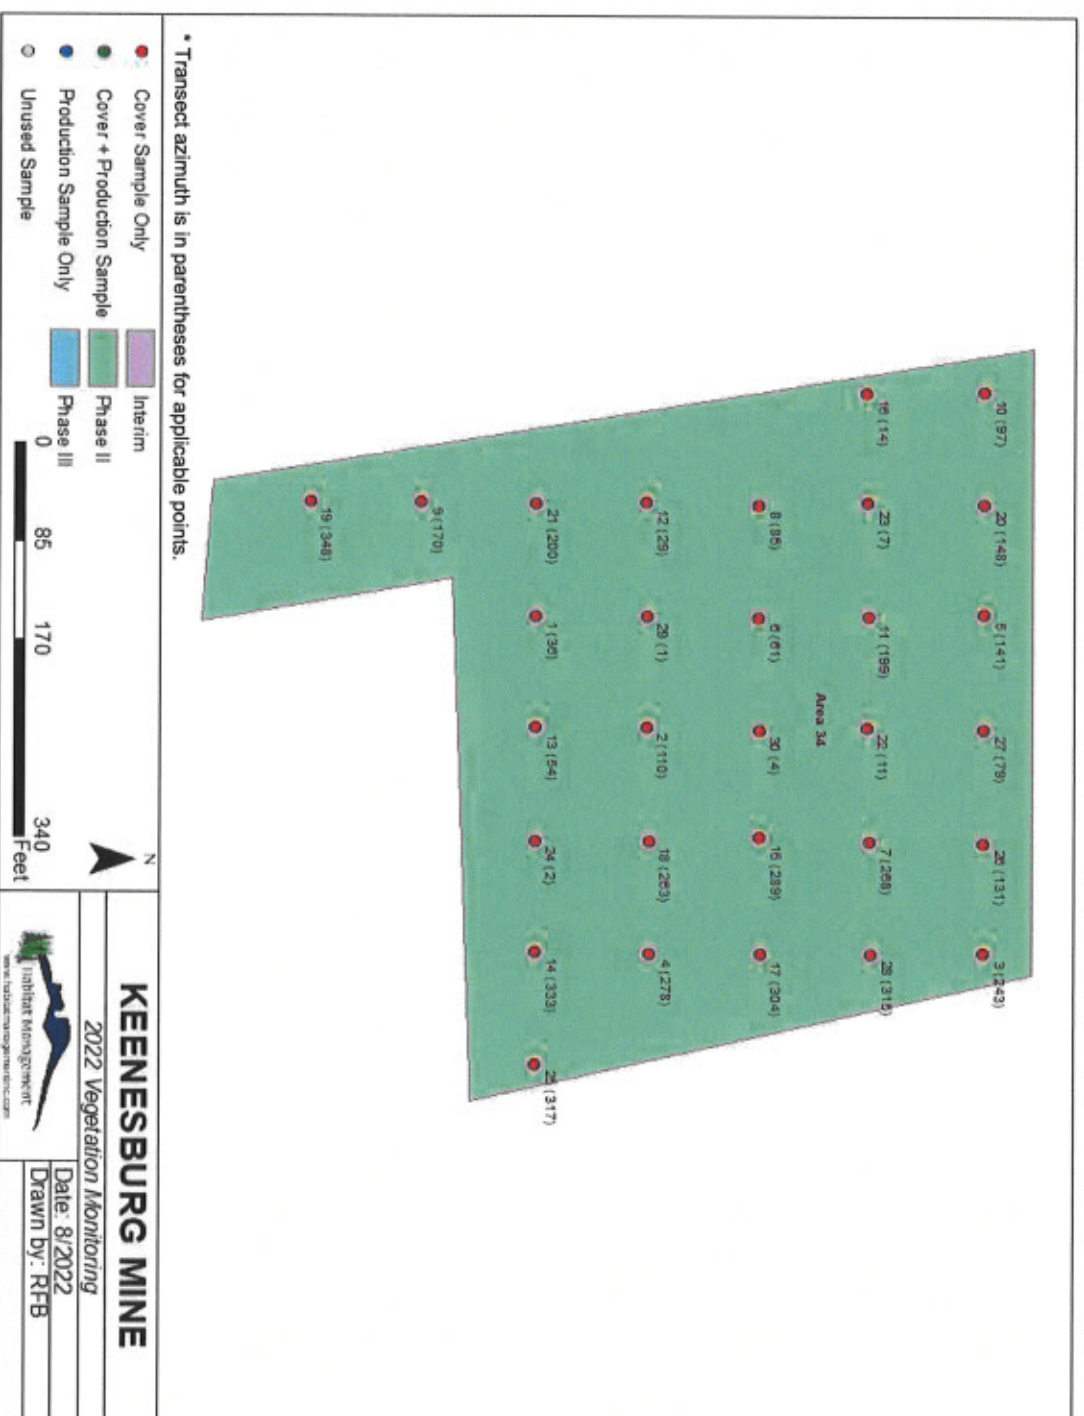 10 (97)
20 (148)
5 (141)
27 (79)
26 (131)
3 (243)
16 (14)
23 (7)
11 (199)
22 (11)
7 (268)
28 (315)
Area 34
8 (85)
6 (61)
30 (4)
15 (289)
17 (304)
12 (29)
29 (1)
2 (110)
18 (263)
4 (278)
21 (200)
1 (36)
13 (54)
24 (2)
14 (333)
25 (317)
9 (170)
19 (348)
* Transect azimuth is in parentheses for applicable points.
Cover Sample Only
Cover + Production Sample
Production Sample Only
Unused Sample
Interim
Phase II
Phase III
N
0 85 170 340
Feet
KEENESBURG MINE
2022 Vegetation Monitoring
Habitat Management
www.habitatmanagementinc.com
Date: 8/2022
Drawn by: RFB